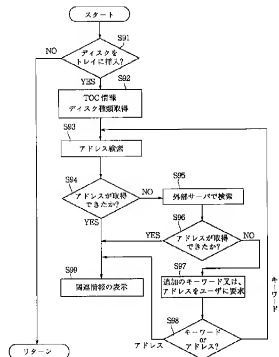 スタート
S91
ディスクを
トレイに挿入?
NO
YES
S92
TOC情報
ディスク種類取得
S93
アドレス検索
S94
アドレスが取得
できたか?
NO
YES
S95
外部サーバで検索
S96
アドレスが取得
できたか?
YES
NO
S97
追加のキーワード又は、
アドレスをユーザに要求
S99
関連情報の表示
S98
キーワード
or
アドレス?
アドレス
キーワード
リターン